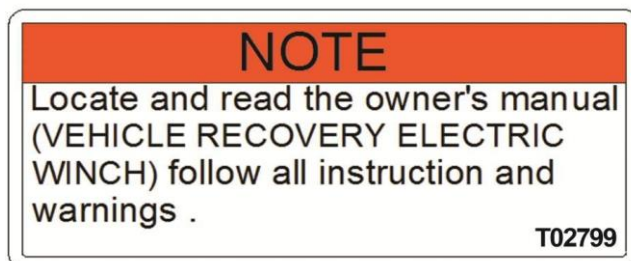 NOTE
Locate and read the owner's manual
(VEHICLE RECOVERY ELECTRIC
WINCH) follow all instruction and
warnings .
T02799